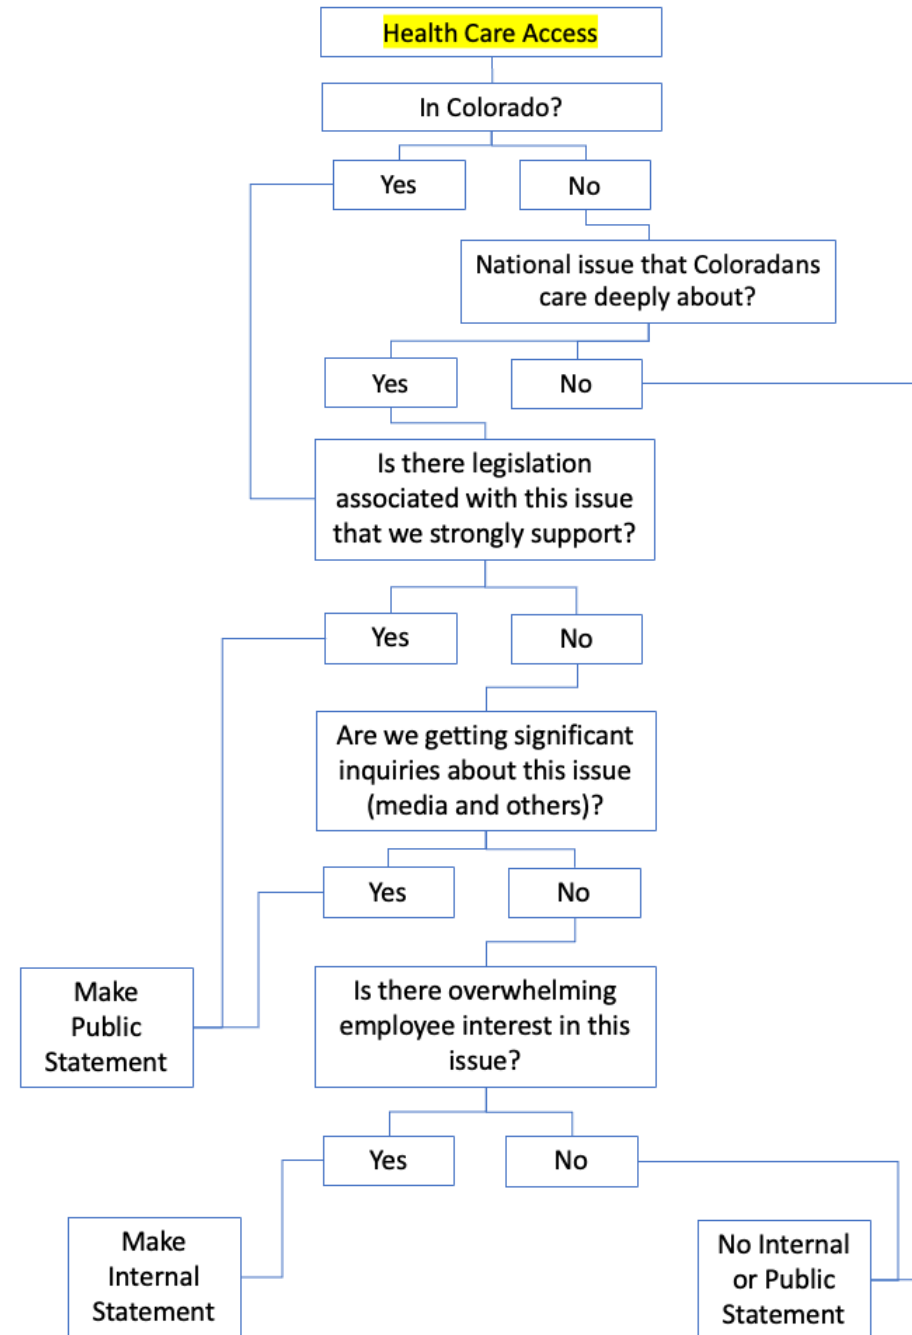 Health Care Access
In Colorado?
Yes
No
National issue that Coloradans
care deeply about?
Yes
No
Is there legislation
associated with this issue
that we strongly support?
Yes
No
Are we getting significant
inquiries about this issue
(media and others)?
Yes
No
Make
Public
Statement
Is there overwhelming
employee interest in this
issue?
Yes
No
Make
Internal
Statement
No Internal
or Public
Statement